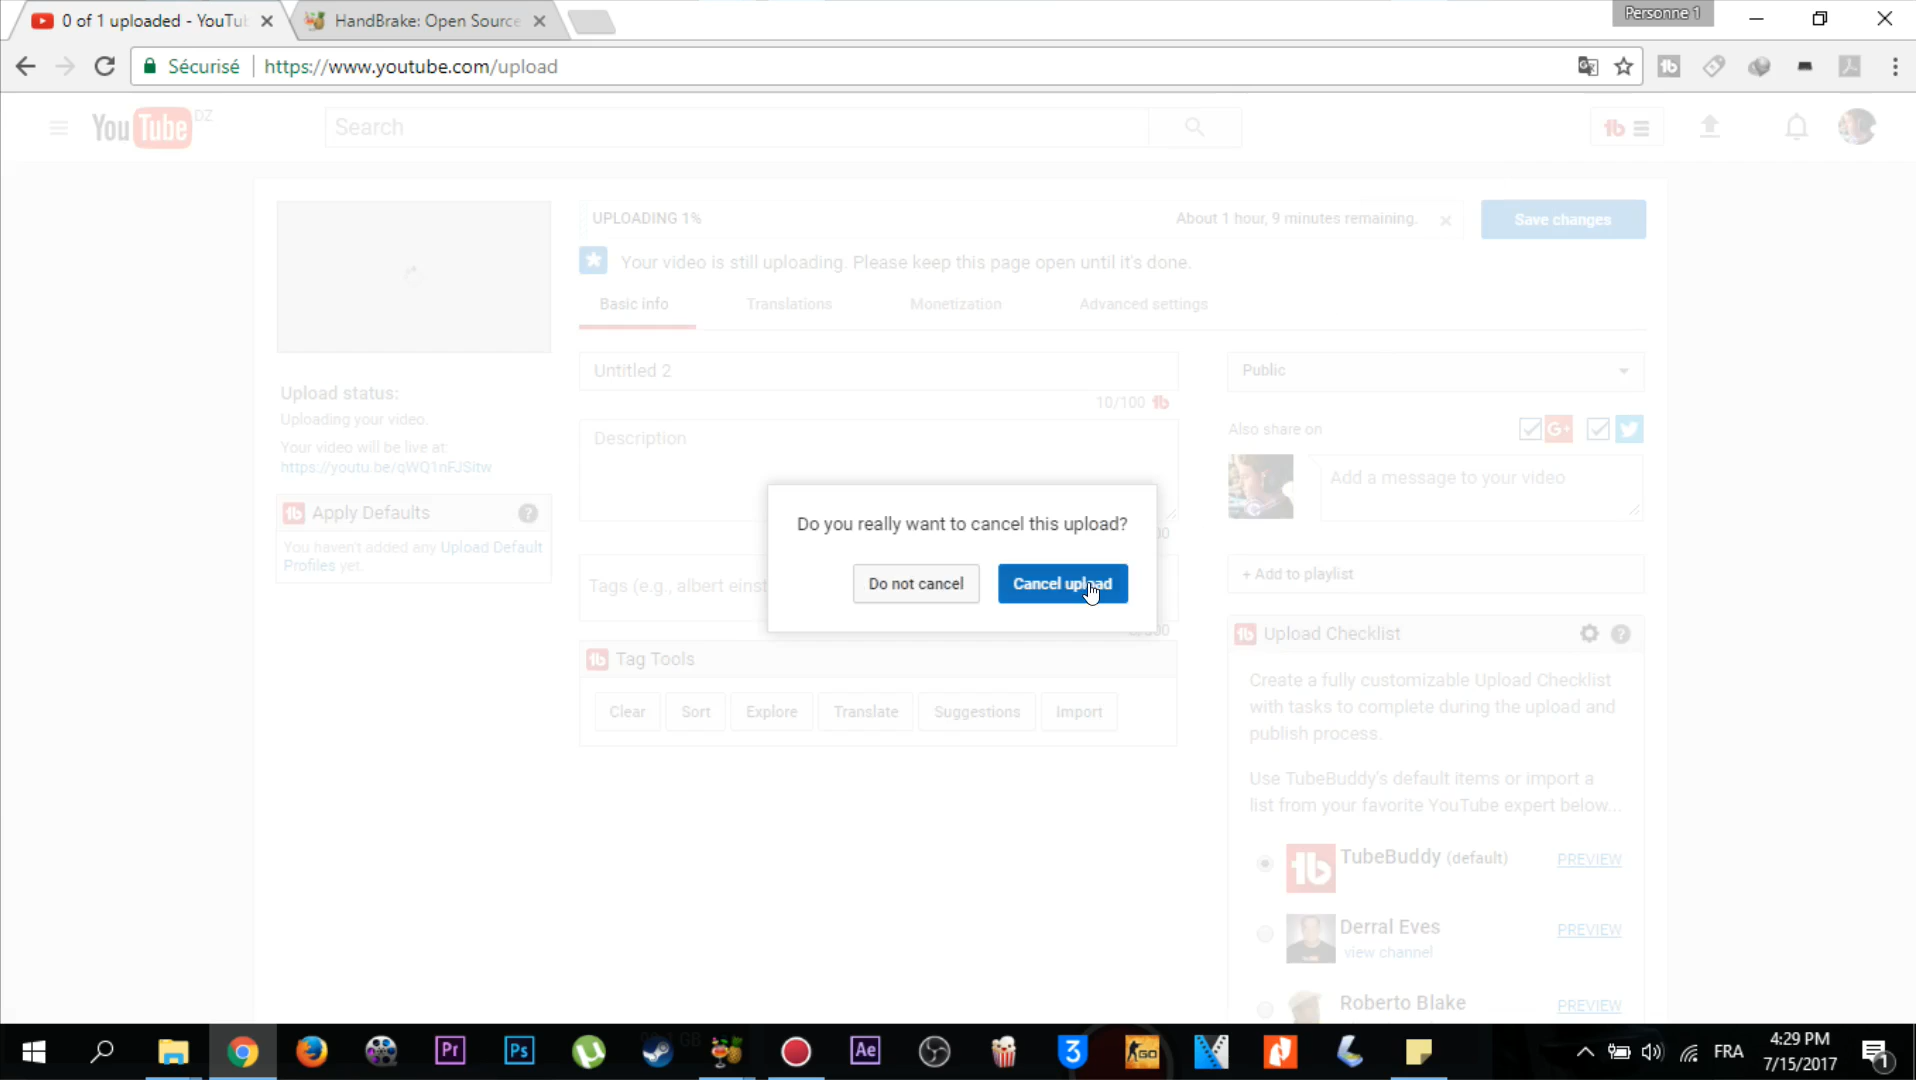 0 of 1 uploaded - YouTu
HandBrake: Open Source
Personne 1
Sécurisé
https://www.youtube.com/upload
YouTube DZ
Search
UPLOADING 1%
About 1 hour, 9 minutes remaining.
Save changes
Your video is still uploading. Please keep this page open until it's done.
Basic info
Translations
Monetization
Advanced settings
Untitled 2
10/100
Public
Upload status:
Uploading your video.
Your video will be live at:
https://youtu.be/qWQ1nFJSitw
Description
Also share on
Add a message to your video
Apply Defaults
You haven't added any Upload Default
Profiles yet.
Do you really want to cancel this upload?
Do not cancel
Cancel upload
Tags (e.g., albert einst
+ Add to playlist
Tag Tools
Clear
Sort
Explore
Translate
Suggestions
Import
Upload Checklist
Create a fully customizable Upload Checklist
with tasks to complete during the upload and
publish process.
Use TubeBuddy's default items or import a
list from your favorite YouTube expert below...
TubeBuddy (default)
PREVIEW
Derral Eves
view channel
PREVIEW
Roberto Blake
PREVIEW
Pr
Ps
Ae
3
GO
FRA
4:29 PM
7/15/2017
1